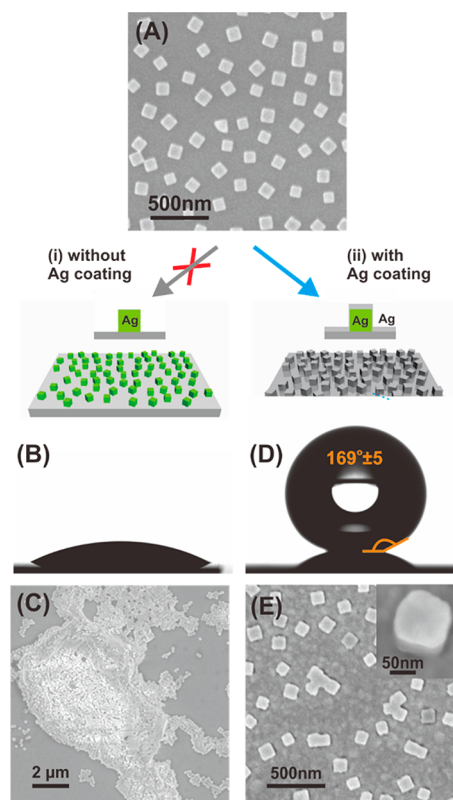 (A)
500nm
(i) without
Ag coating
(ii) with
Ag coating
Ag
Ag
Ag
(B)
(D)
169°±5
(C)
2 µm
(E)
50nm
500nm